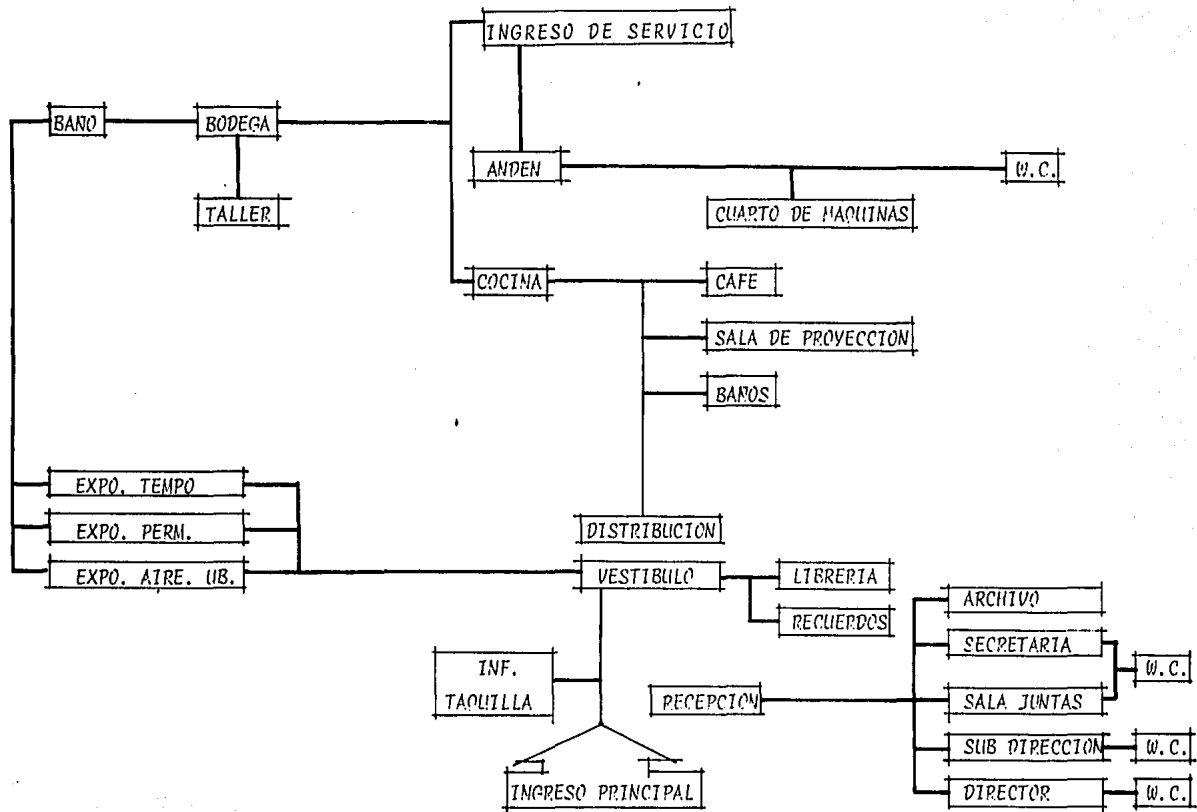 INGRESO DE SERVICIO
BAÑO
BODEGA
ANDEN
W.C.
TALLER
CUARTO DE MAQUINAS
COCINA
CAFE
SALA DE PROYECCION
BAÑOS
EXPO. TEMPO
EXPO. PERM.
DISTRIBUCION
EXPO. AIRE. LIB.
VESTIBULO
LIBRERIA
ARCHIVO
RECUERDOS
SECRETARIA
INF.
W.C.
TAQUILLA
RECEPCION
SALA JUNTAS
SUB DIRECCION
W.C.
INGRESO PRINCIPAL
DIRECTOR
W.C.